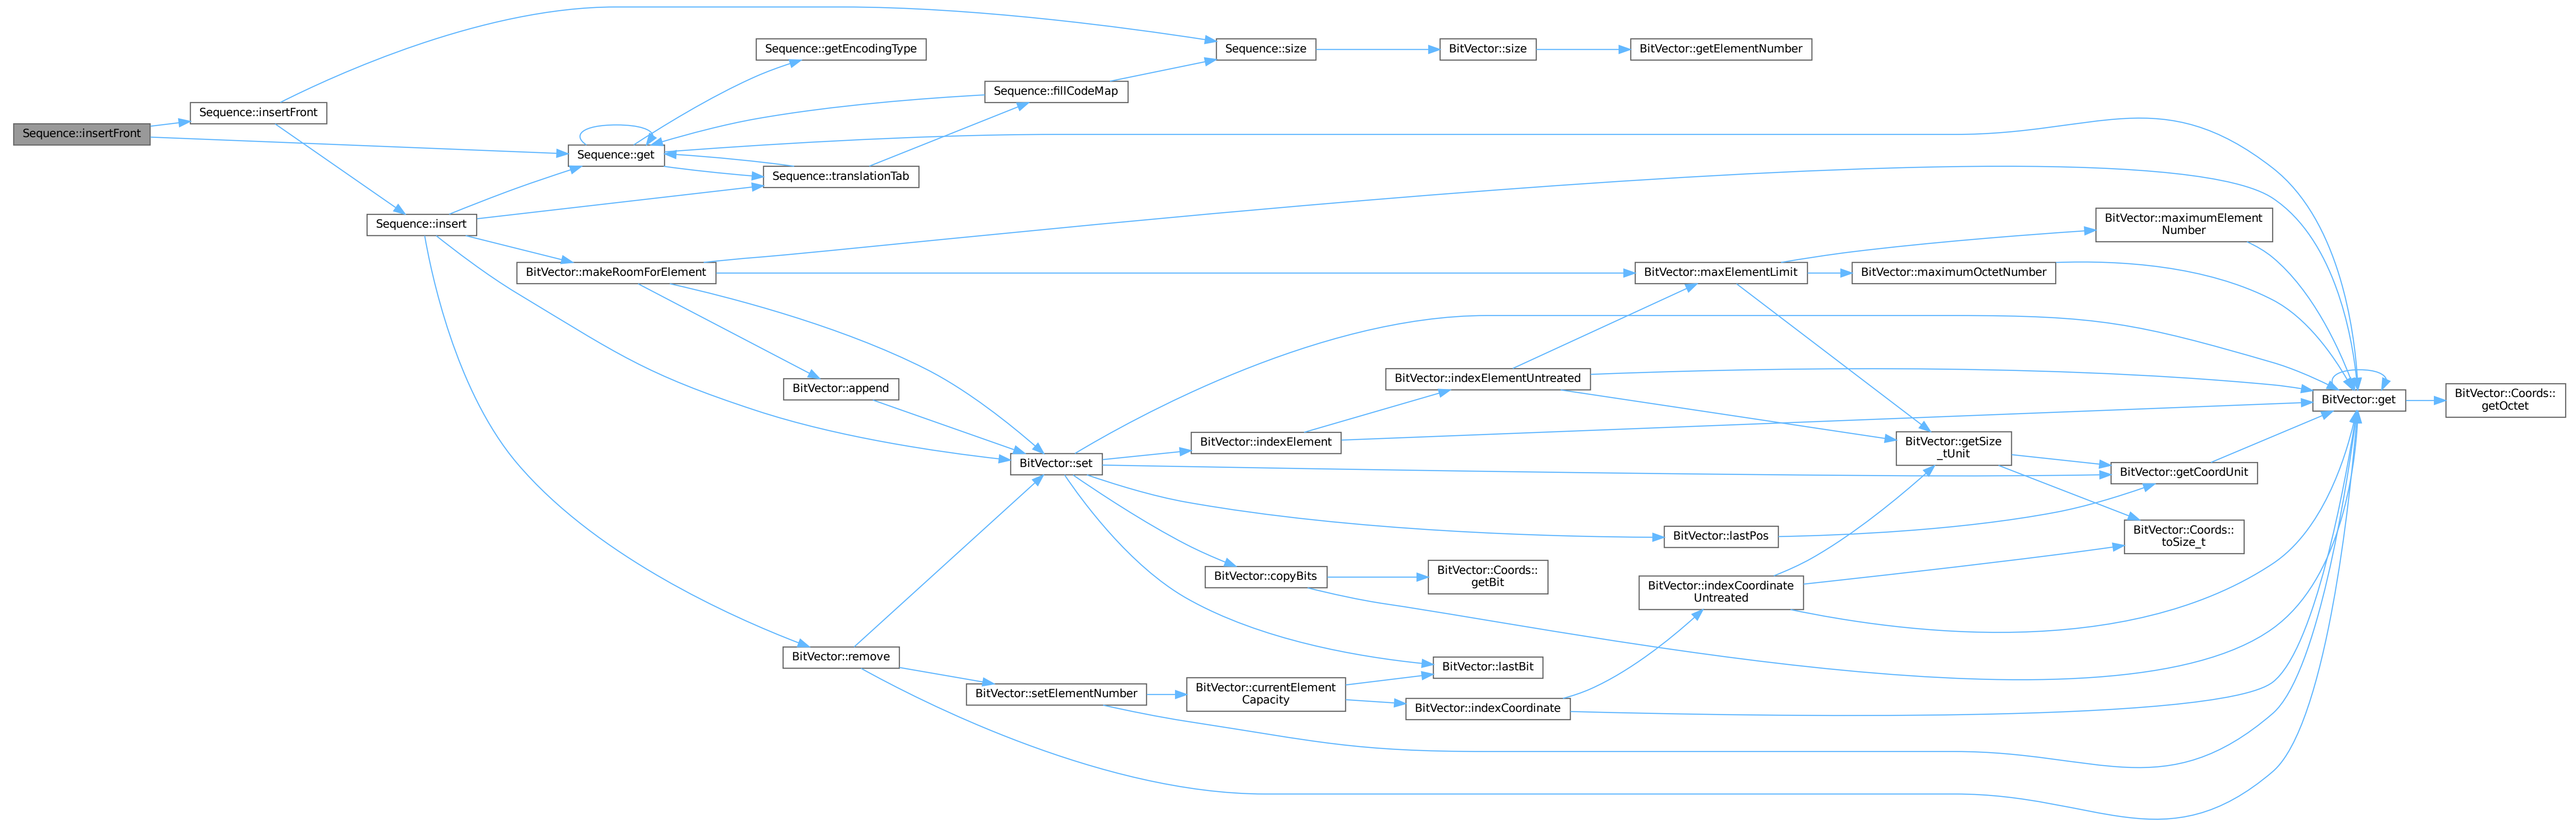 Sequence::insertFront
Sequence::insertFront
Sequence::insert
Sequence::get
Sequence::getEncodingType
Sequence::translationTab
Sequence::fillCodeMap
Sequence::size
BitVector::size
BitVector::getElementNumber
BitVector::makeRoomForElement
BitVector::append
BitVector::set
BitVector::remove
BitVector::setElementNumber
BitVector::indexElement
BitVector::indexElementUntreated
BitVector::copyBits
BitVector::Coords::
getBit
BitVector::currentElement
Capacity
BitVector::lastBit
BitVector::indexCoordinate
BitVector::maxElementLimit
BitVector::lastPos
BitVector::indexCoordinate
Untreated
BitVector::maximumElement
Number
BitVector::maximumOctetNumber
BitVector::getSize
_tUnit
BitVector::getCoordUnit
BitVector::Coords::
toSize_t
BitVector::get
BitVector::Coords::
getOctet